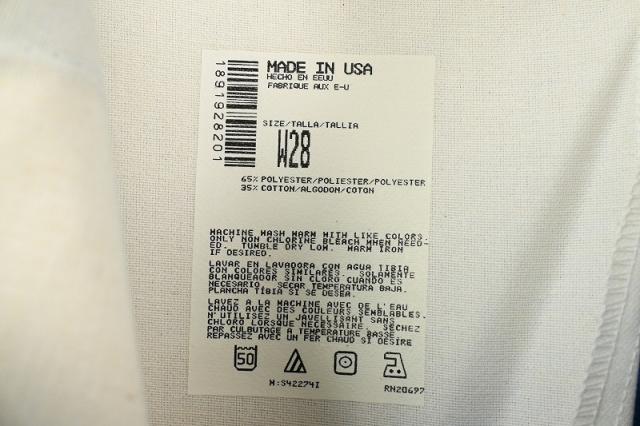 MADE IN USA
HECHO EN EEUU
FABRIQUE AUX E-U
1891928201
SIZE/TALLA/TALLIA
W28
65% POLYESTER/POLIESTER/POLYESTER
35% COTTON/ALGODON/COTON
MACHINE WASH WARM WITH LIKE COLORS
ONLY NON CHLORINE BLEACH WHEN NEED-
ED. TUMBLE DRY LOW. WARM IRON
IF DESIRED.
LAVAR EN LAVADORA CON AGUA TIBIA
CON COLORES SIMILARES. SOLAMENTE
BLANQUEADOR SIN CLORO CUANDO ES
NECESARIO. SECAR TEMPERATURA BAJA.
PLANCHA TIBIA SI SE DESEA.
LAVEZ A LA MACHINE AVEC DE L'EAU
CHAUD AVEC DES COULEURS SEMBLABLES.
N'UTILISEZ UN JAVELLISANT SANS
CHLORO LORSQUE NECESSAIRE. SECHEZ
PAR CULBUTAGE A TEMPERATURE BASSE
REPASSEZ AVEC UN FER CHAUD SI DESIRE
50
M:S42274I
RN20697